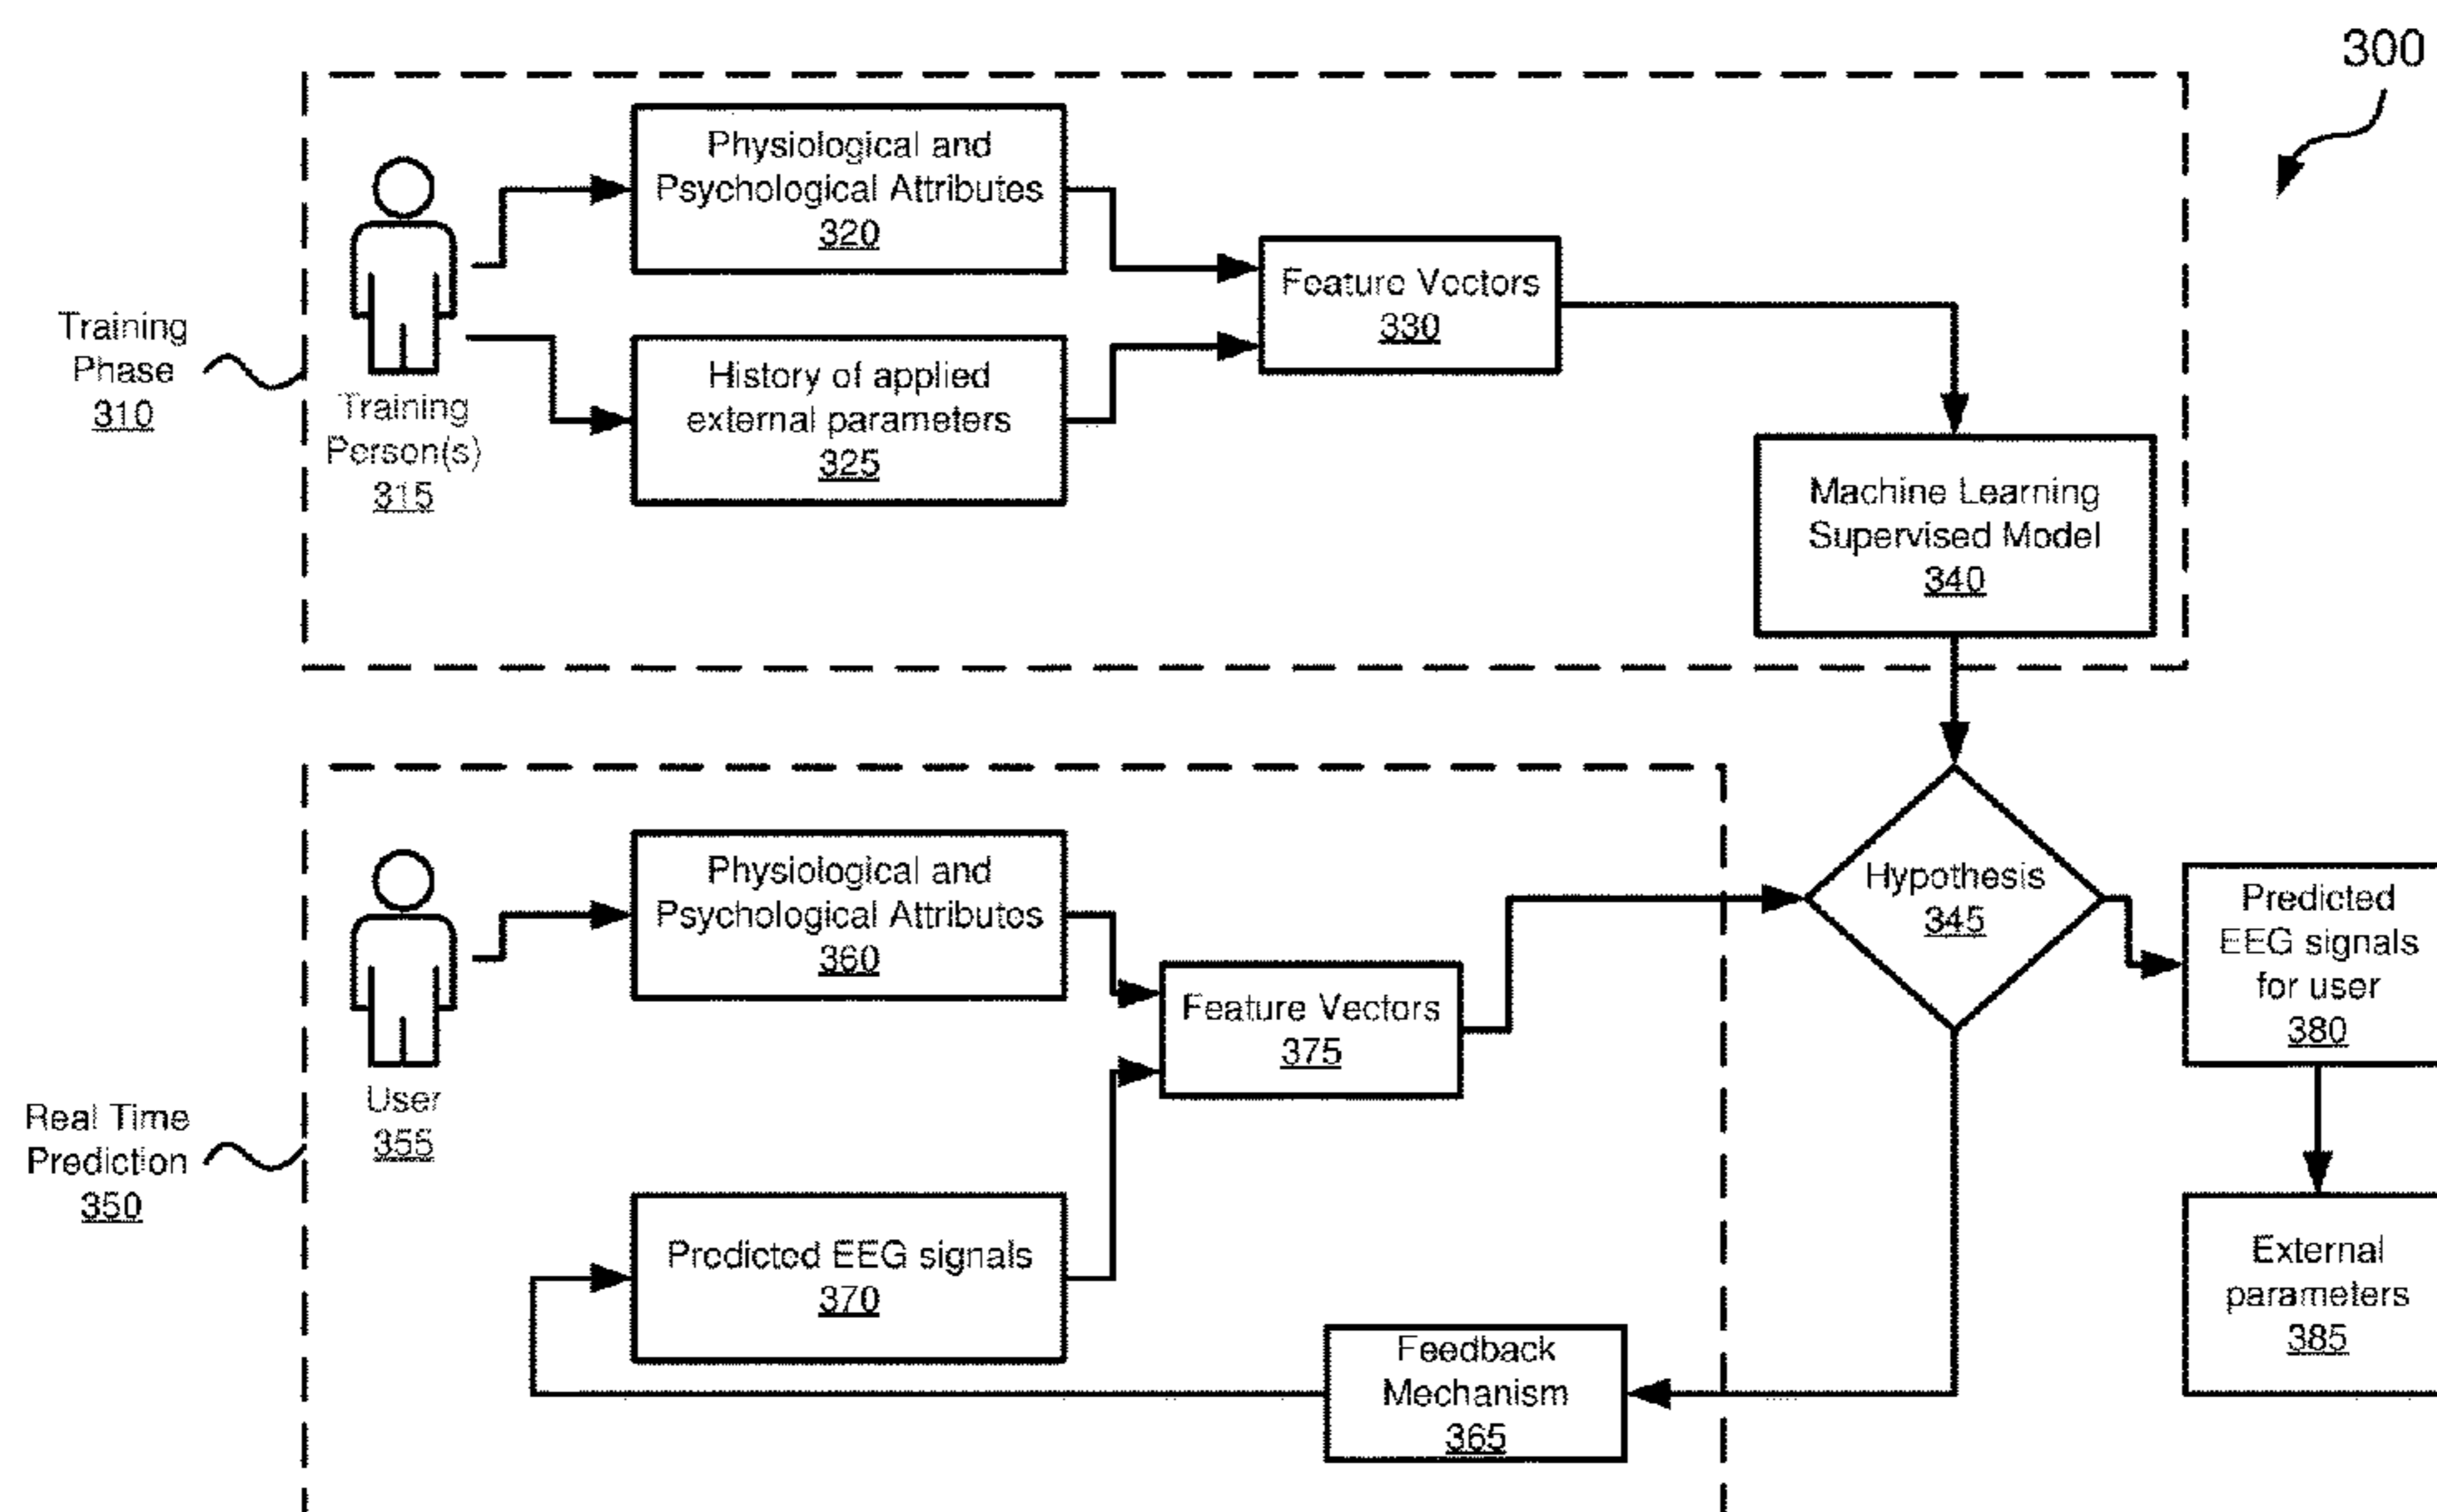 300
Physiological and
Psychological Attributes
320
Feature Vectors
330
Training
Phase
310
Training
Person(s)
315
History of applied
external parameters
325
Machine Learning
Supervised Model
340
Physiological and
Psychological Attributes
360
Hypothesis
345
Predicted
EEG signals
for user
380
Feature Vectors
375
User
355
Real Time
Prediction
350
Predicted EEG signals
370
External
parameters
385
Feedback
Mechanism
365